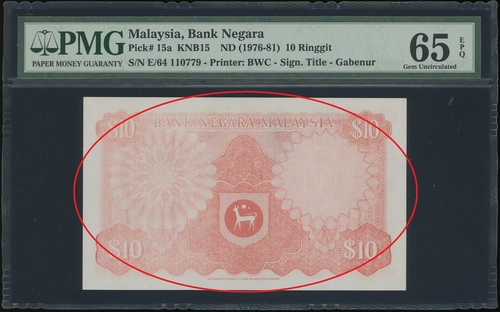 PMG
PAPER MONEY GUARANTY
Malaysia, Bank Negara
Pick# 15a KNB15 ND (1976-81) 10 Ringgit
S/N E/64 110779 - Printer: BWC - Sign. Title - Gabenur
65 EPQ
Gem Uncirculated
$10 BANK NEGARA MALAYSIA $10
$10 $10